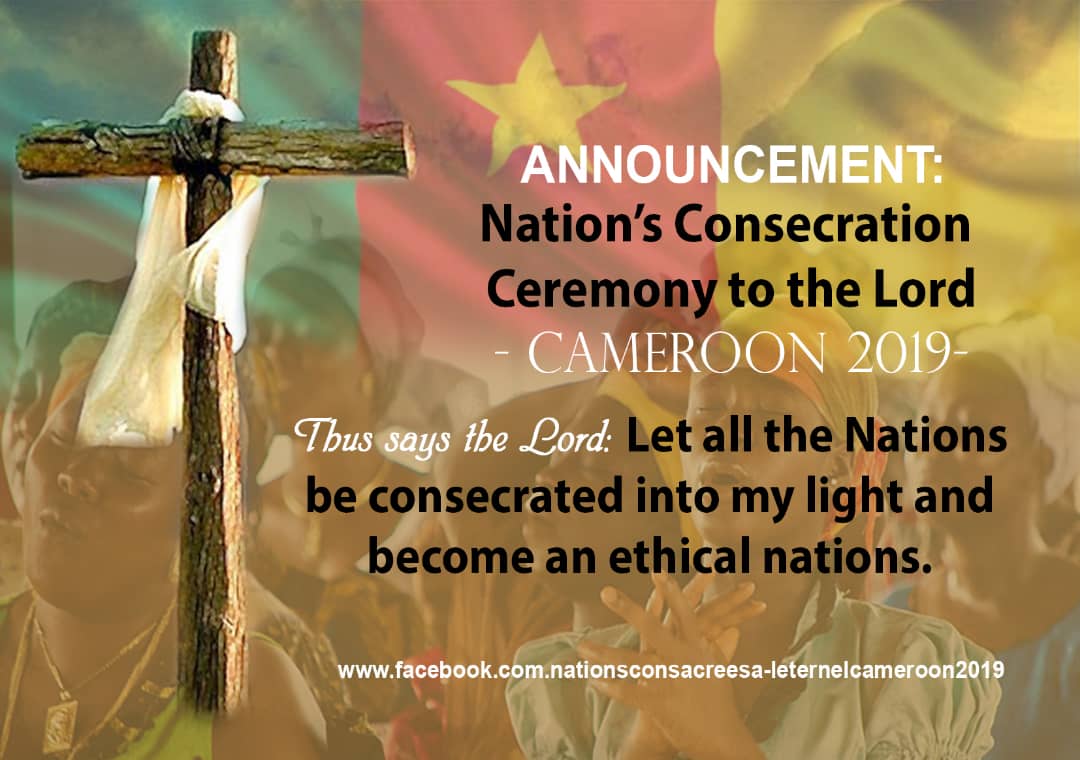 ANNOUNCEMENT:
Nation’s Consecration
Ceremony to the Lord
- CAMEROON 2019-
Thus says the Lord: Let all the Nations
be consecrated into my light and
become an ethical nations.
www.facebook.com.nationsconsacreesa-leternelcameroon2019